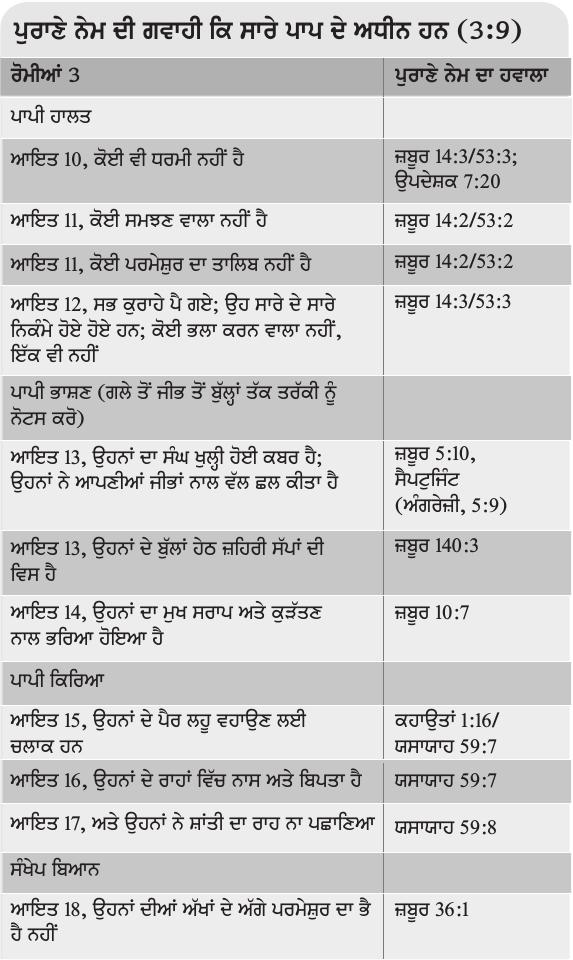 ਪੁਰਾਣੇ ਨੇਮ ਦੀ ਗਵਾਹੀ ਕਿ ਸਾਰੇ ਪਾਪ ਦੇ ਅਧੀਨ ਹਨ (3:9)
ਰੋਮੀਆਂ 3
ਪੁਰਾਣੇ ਨੇਮ ਦਾ ਹਵਾਲਾ
ਪਾਪੀ ਹਾਲਤ
ਆਇਤ 10, ਕੋਈ ਵੀ ਧਰਮੀ ਨਹੀਂ ਹੈ
ਜ਼ਬੂਰ 14:3/53:3;
ਉਪਦੇਸ਼ਕ 7:20
ਆਇਤ 11, ਕੋਈ ਸਮਝਣ ਵਾਲਾ ਨਹੀਂ ਹੈ
ਜ਼ਬੂਰ 14:2/53:2
ਆਇਤ 11, ਕੋਈ ਪਰਮੇਸ਼ੁਰ ਦਾ ਤਾਲਿਬ ਨਹੀਂ ਹੈ
ਜ਼ਬੂਰ 14:2/53:2
ਆਇਤ 12, ਸਭ ਕੁਰਾਹੇ ਪੈ ਗਏ; ਉਹ ਸਾਰੇ ਦੇ ਸਾਰੇ
ਨਿਕੰਮੇ ਹੋਏ ਹੋਏ ਹਨ; ਕੋਈ ਭਲਾ ਕਰਨ ਵਾਲਾ ਨਹੀਂ,
ਇੱਕ ਵੀ ਨਹੀਂ
ਜ਼ਬੂਰ 14:3/53:3
ਪਾਪੀ ਭਾਸ਼ਣ (ਗਲੇ ਤੋਂ ਜੀਭ ਤੋਂ ਬੁੱਲ੍ਹਾਂ ਤੱਕ ਤਰੱਕੀ ਨੂੰ
ਨੋਟਸ ਕਰੋ)
ਆਇਤ 13, ਉਹਨਾਂ ਦਾ ਸੰਘ ਖੁਲ੍ਹੀ ਹੋਈ ਕਬਰ ਹੈ;
ਉਹਨਾਂ ਨੇ ਆਪਣੀਆਂ ਜੀਭਾਂ ਨਾਲ ਵੱਲ ਛਲ ਕੀਤਾ ਹੈ
ਜ਼ਬੂਰ 5:10,
ਸੈਪਟੁਜਿੰਟ
(ਅੰਗਰੇਜ਼ੀ, 5:9)
ਆਇਤ 13, ਉਹਨਾਂ ਦੇ ਬੁੱਲਾਂ ਹੇਠ ਜ਼ਹਿਰੀ ਸੱਪਾਂ ਦੀ
ਵਿਸ ਹੈ
ਜ਼ਬੂਰ 140:3
ਆਇਤ 14, ਉਹਨਾਂ ਦਾ ਮੁਖ ਸਰਾਪ ਅਤੇ ਕੁੜੱਤਣ
ਨਾਲ ਭਰਿਆ ਹੋਇਆ ਹੈ
ਜ਼ਬੂਰ 10:7
ਪਾਪੀ ਕਿਰਿਆ
ਆਇਤ 15, ਉਹਨਾਂ ਦੇ ਪੈਰ ਲਹੂ ਵਹਾਉਣ ਲਈ
ਚਲਾਕ ਹਨ
ਕਹਾਉਤਾਂ 1:16/
ਯਸਾਯਾਹ 59:7
ਆਇਤ 16, ਉਹਨਾਂ ਦੇ ਰਾਹਾਂ ਵਿੱਚ ਨਾਸ ਅਤੇ ਬਿਪਤਾ ਹੈ
ਯਸਾਯਾਹ 59:7
ਆਇਤ 17, ਅਤੇ ਉਹਨਾਂ ਨੇ ਸ਼ਾਂਤੀ ਦਾ ਰਾਹ ਨਾ ਪਛਾਣਿਆ
ਯਸਾਯਾਹ 59:8
ਸੰਖੇਪ ਬਿਆਨ
ਆਇਤ 18, ਉਹਨਾਂ ਦੀਆਂ ਅੱਖਾਂ ਦੇ ਅੱਗੇ ਪਰਮੇਸ਼ੁਰ ਦਾ ਭੈ
ਹੈ ਨਹੀਂ
ਜ਼ਬੂਰ 36:1